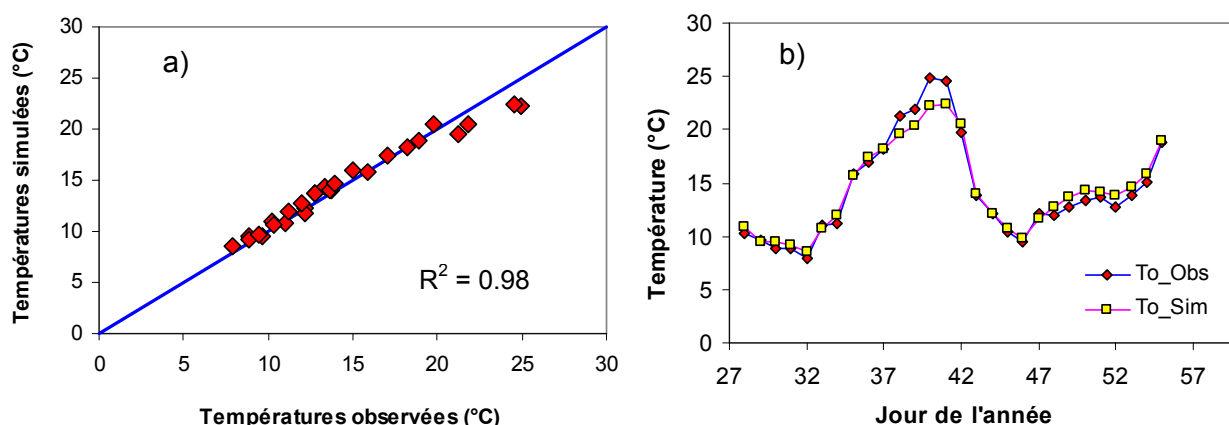 a)
Températures simulées (°C)
30
25
20
15
10
5
0
R² = 0.98
0 5 10 15 20 25 30
Températures observées (°C)
b)
Température (°C)
30
25
20
15
10
5
0
To_Obs
To_Sim
27 32 37 42 47 52 57
Jour de l'année